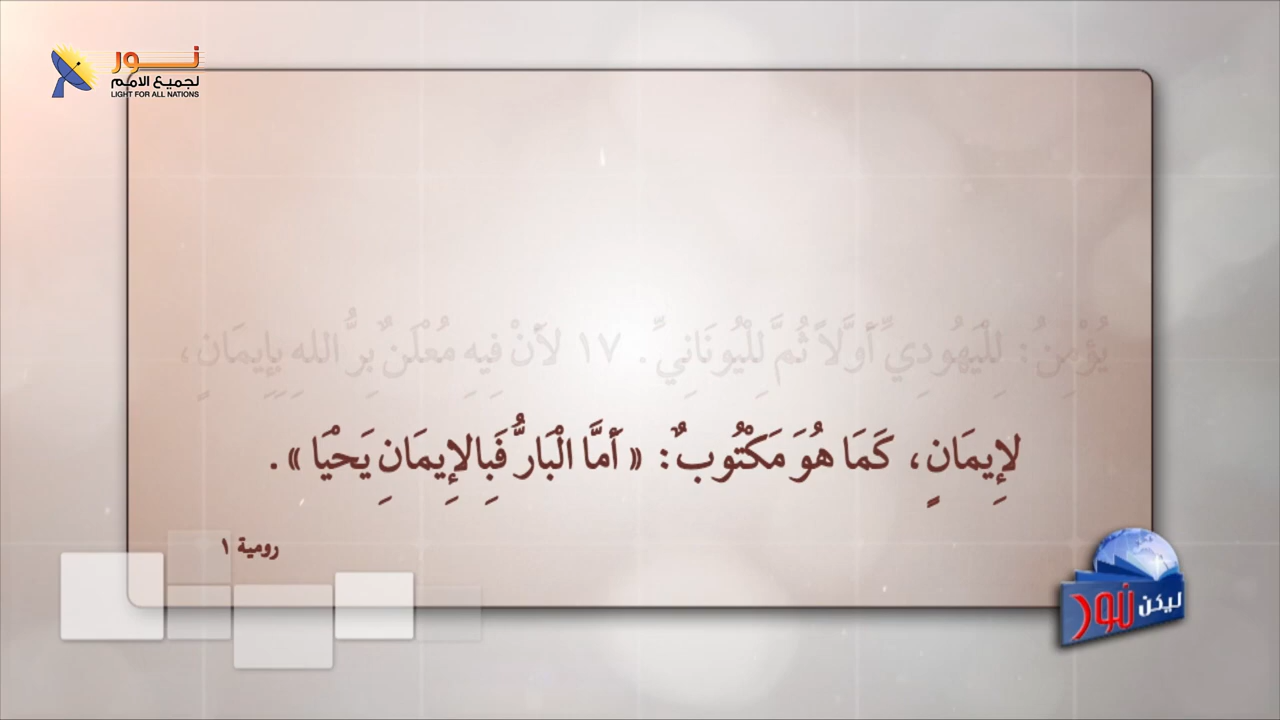 نـــور
لجميع الامم
LIGHT FOR ALL NATIONS
يُؤْمِنُ: لِلْيَهُودِيِّ أَوَّلاً ثُمَّ لِلْيُونَانِيِّ. ١٧ لأَنْ فِيهِ مُعْلَنٌ بِرُّ اللهِ بِإِيمَانٍ،
لإِيمَانٍ، كَمَا هُوَ مَكْتُوبٌ: «أَمَّا الْبَارُّ فَبِالإِيمَانِ يَحْيَا».
رومية ١
ليكن نور